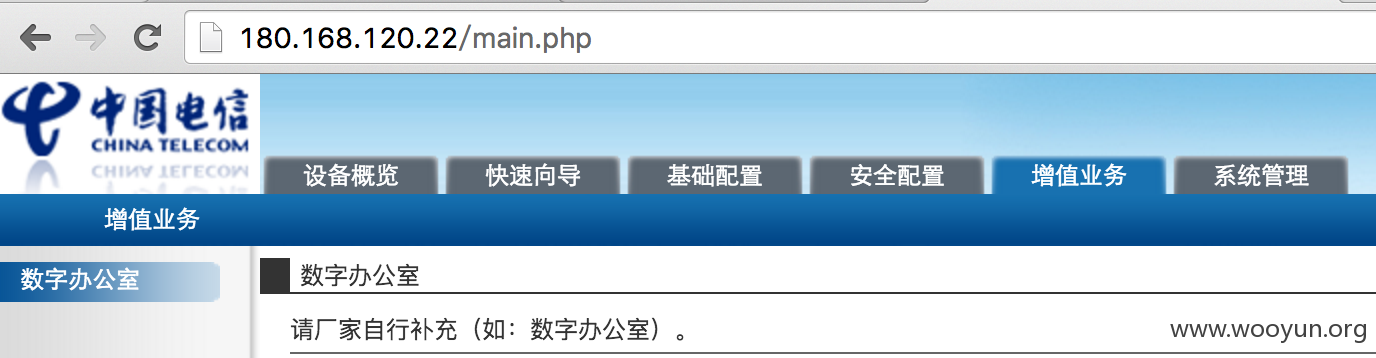 180.168.120.22/main.php
中国电信
CHINA TELECOM
设备概览 快速向导 基础配置 安全配置 增值业务 系统管理
增值业务
数字办公室
数字办公室
请厂家自行补充（如：数字办公室）。
www.wooyun.org